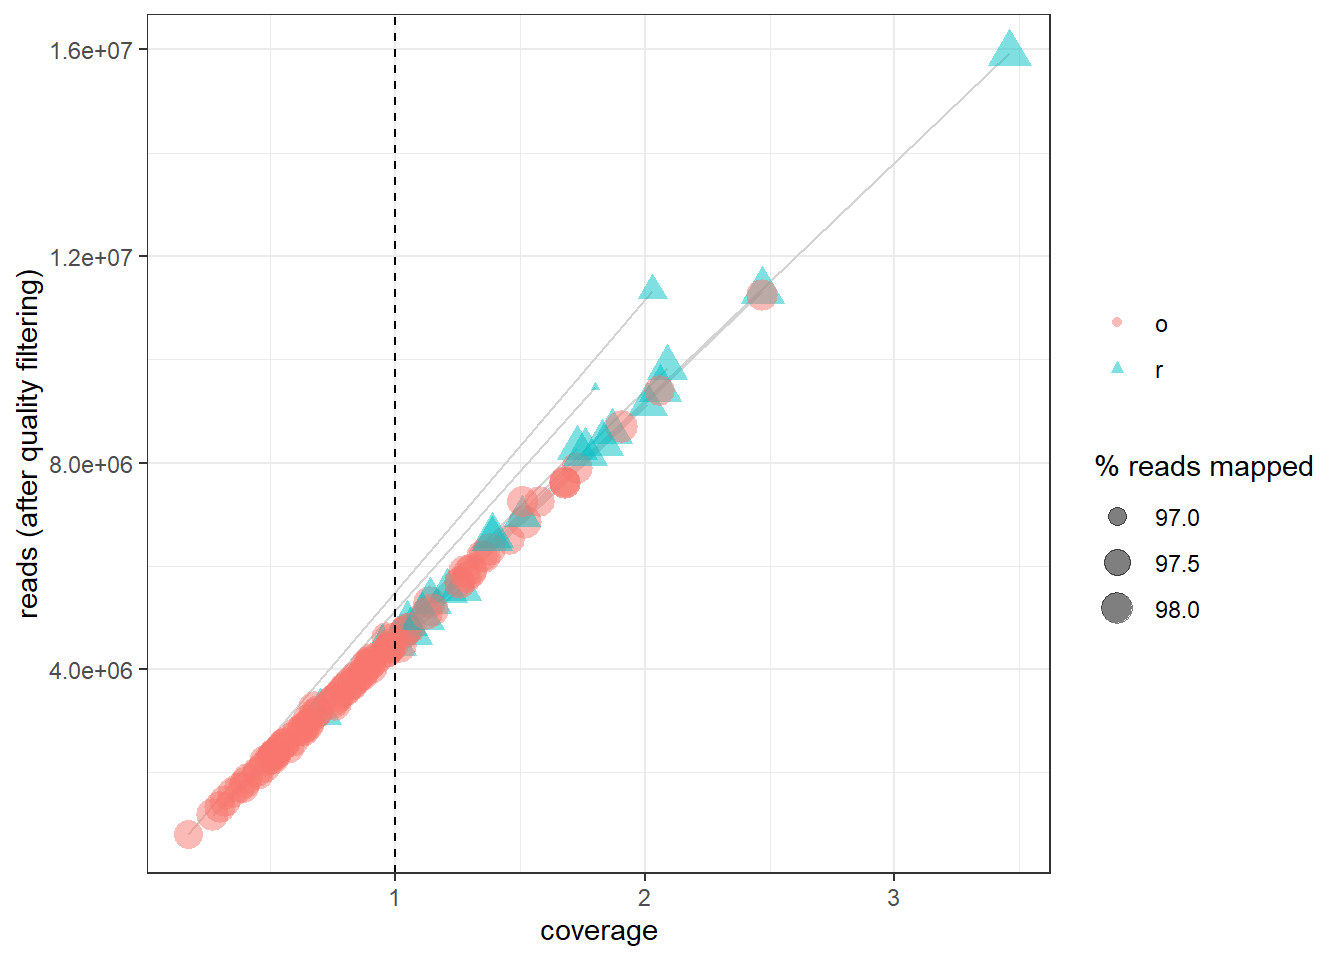 1.6e+07
1.2e+07
8.0e+06
4.0e+06
reads (after quality filtering)
1
2
3
coverage
o
r
% reads mapped
97.0
97.5
98.0